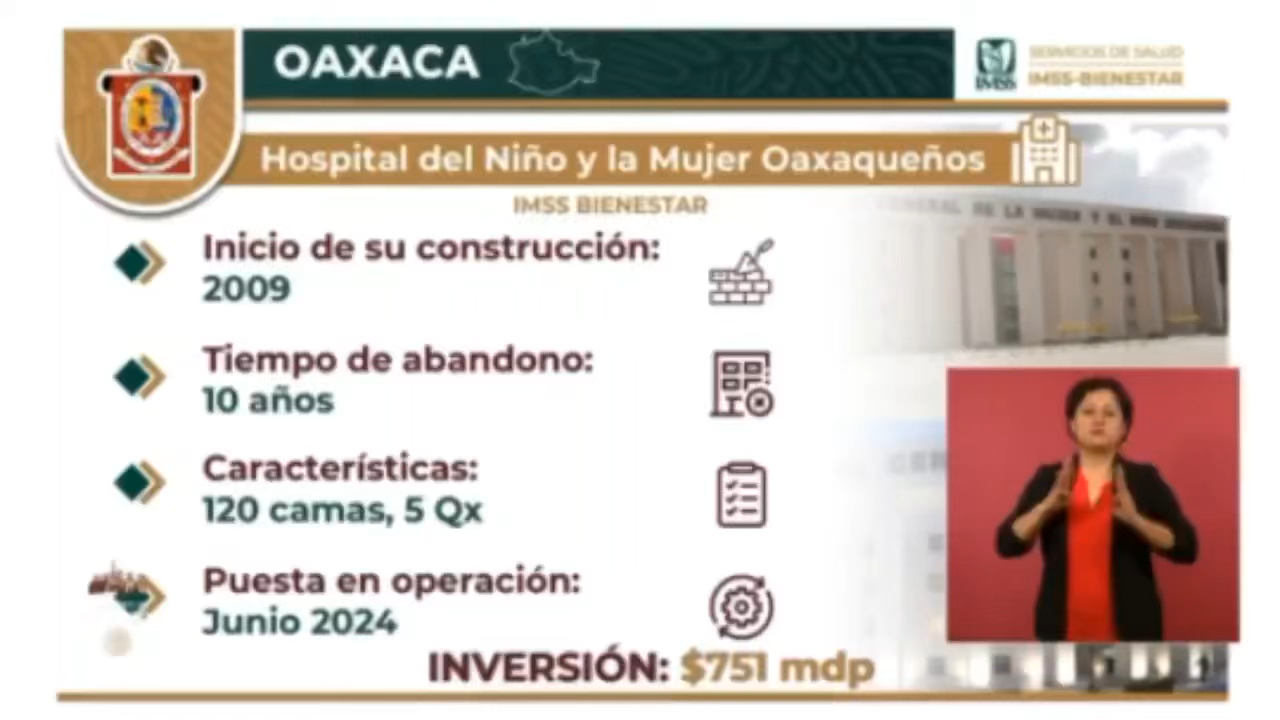 OAXACA
IMSS
SERVICIOS DE SALUD
IMSS-BIENESTAR
Hospital del Niño y la Mujer Oaxaqueños
IMSS BIENESTAR
Inicio de su construcción:
2009
Tiempo de abandono:
10 años
Características:
120 camas, 5 Qx
Puesta en operación:
Junio 2024
INVERSIÓN: $751 mdp